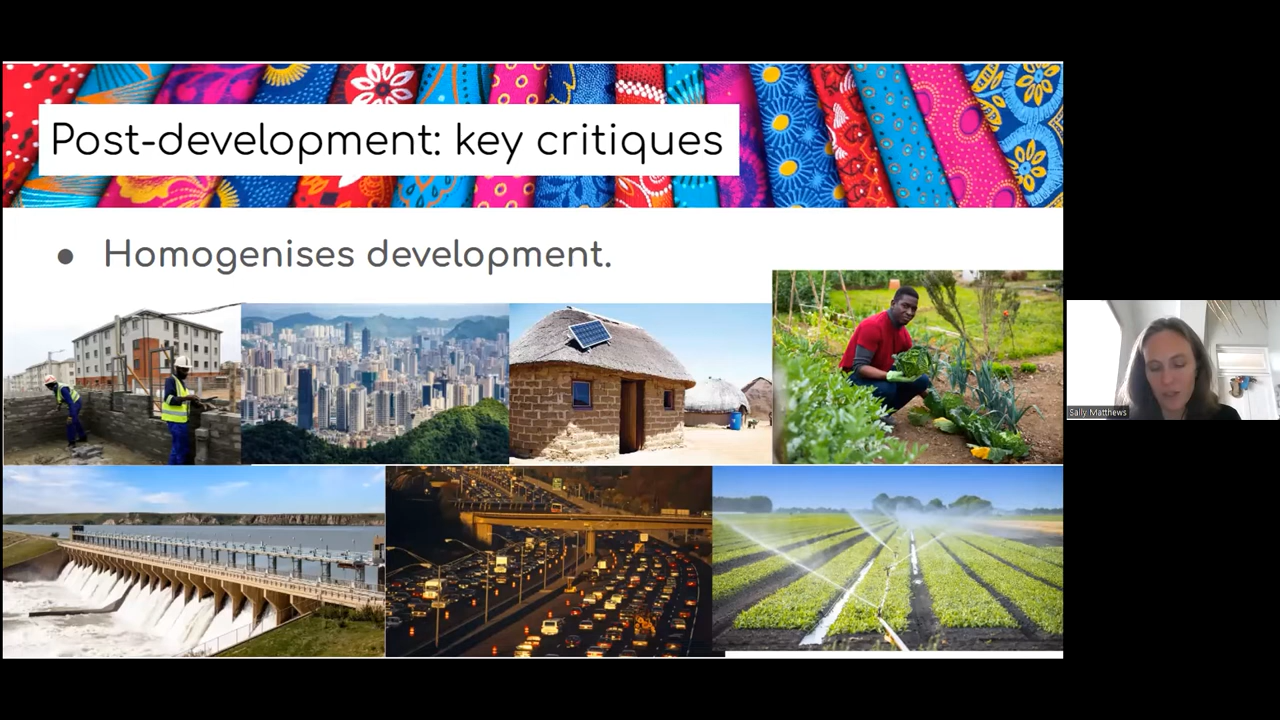 Post-development: key critiques
● Homogenises development.
Sally Matthews